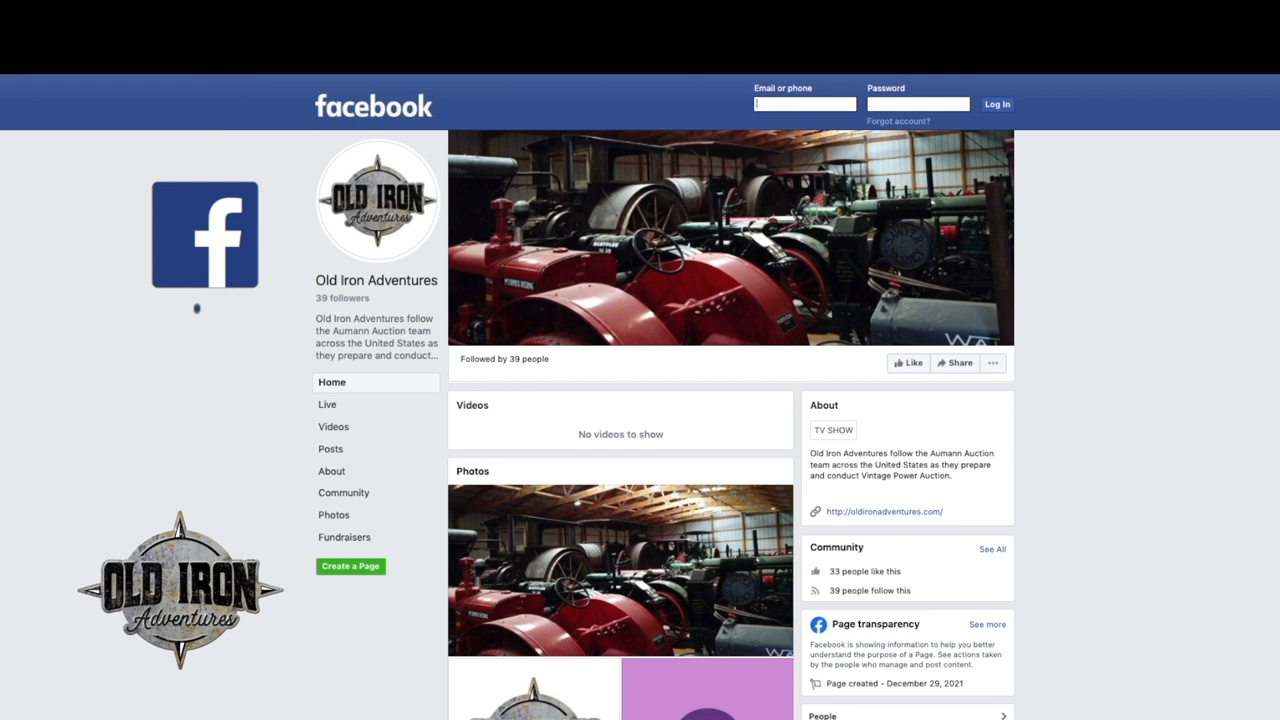 Email or phone
Password
facebook
Log In
Forgot account?
OLD IRON
Adventures
Old Iron Adventures
39 followers
Old Iron Adventures follow
the Aumann Auction team
across the United States as
they prepare and conduct...
Home
Live
Videos
Posts
About
Community
Photos
Fundraisers
Create a Page
OLD IRON
Adventures
Followed by 39 people
Like
Share
Videos
No videos to show
Photos
About
TV SHOW
Old Iron Adventures follow the Aumann Auction
team across the United States as they prepare
and conduct Vintage Power Auction.
http://oldironadventures.com/
Community
See All
33 people like this
39 people follow this
Page transparency
See more
Facebook is showing information to help you better
understand the purpose of a Page. See actions taken
by the people who manage and post content.
Page created - December 29, 2021
People